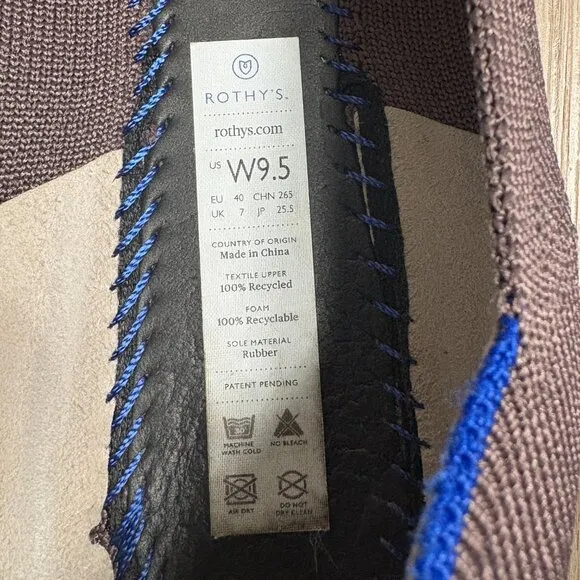 ROTHY'S™
rothys.com
US W9.5
EU 40 CHN 265
UK 7 JP 25.5
COUNTRY OF ORIGIN
Made in China
TEXTILE UPPER
100% Recycled
FOAM
100% Recyclable
SOLE MATERIAL
Rubber
PATENT PENDING
MACHINE WASH COLD
NO BLEACH
AIR DRY
DO NOT DRY CLEAN